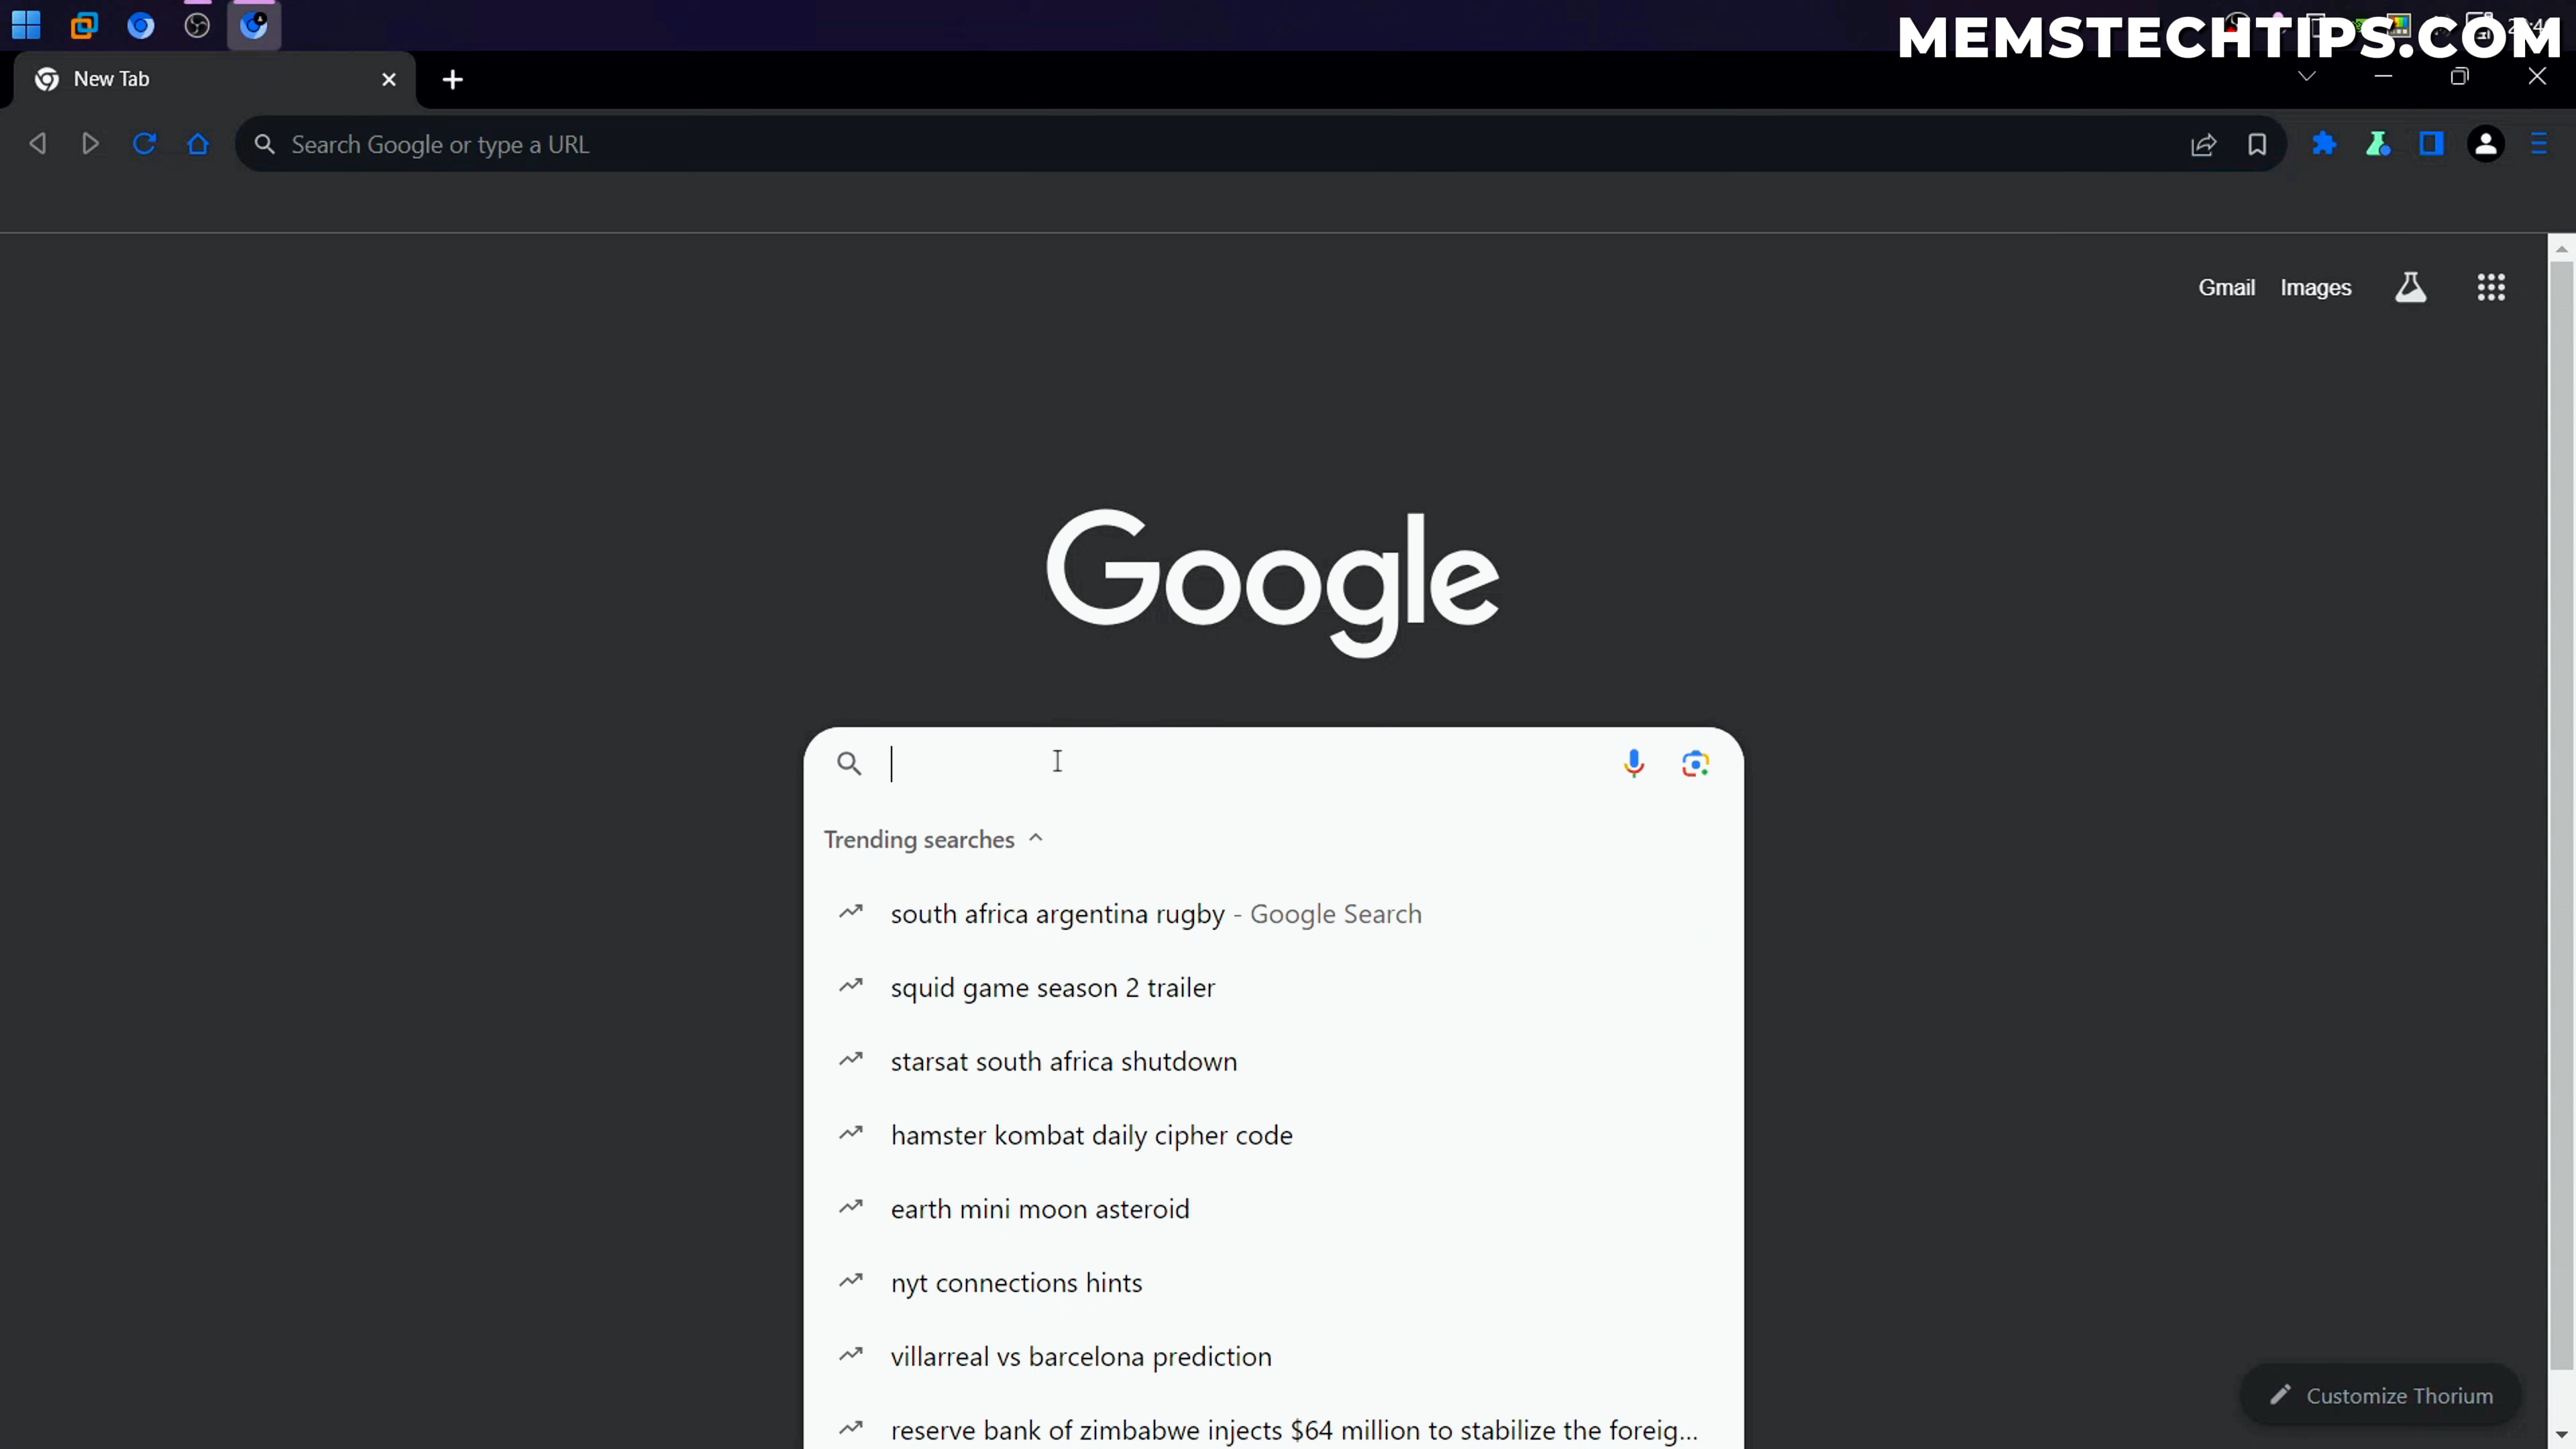 MEMSTECHTIPS.COM
New Tab
Search Google or type a URL
Gmail Images
Google
Trending searches
south africa argentina rugby - Google Search
squid game season 2 trailer
starsat south africa shutdown
hamster kombat daily cipher code
earth mini moon asteroid
nyt connections hints
villarreal vs barcelona prediction
Customize Thorium
reserve bank of zimbabwe injects $64 million to stabilize the foreig...